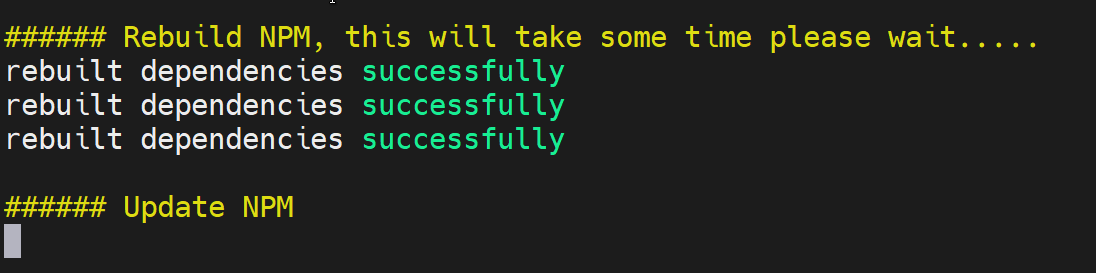 ###### Rebuild NPM, this will take some time please wait.....
rebuilt dependencies successfully
rebuilt dependencies successfully
rebuilt dependencies successfully
###### Update NPM